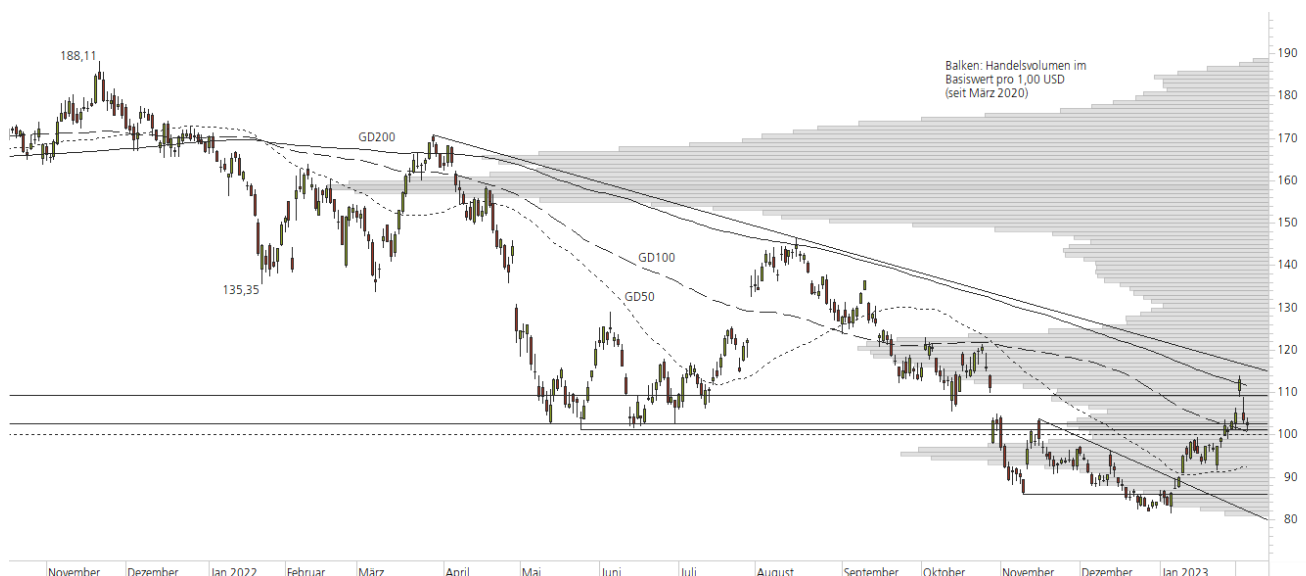 188,11
Balken: Handelsvolumen im
Basiswert pro 1,00 USD
(seit März 2020)
190
180
GD200
170
160
150
GD100
140
135,35
GD50
130
120
110
100
90
80
November Dezember Jan 2022 Februar März April Mai Juni Juli August September Oktober November Dezember Jan 2023